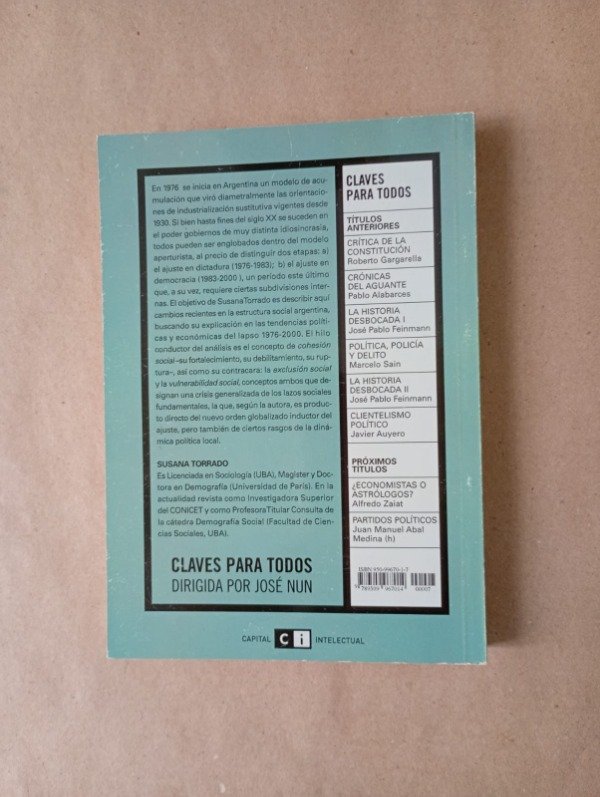 En 1976 se inicia en Argentina un modelo de acu-
mulación que viró diametralmente las orientacio-
nes de industrialización sustitutiva vigentes desde
1930. Si bien hasta fines del siglo XX se suceden en
el poder gobiernos de muy distinta idiosincrasia,
todos pueden ser englobados dentro del modelo
aperturista, al precio de distinguir dos etapas: a)
el ajuste en dictadura (1976-1983); b) el ajuste en
democracia (1983-2000), un período este último
que, a su vez, requiere ciertas subdivisiones inter-
nas. El objetivo de Susana Torrado es describir aquí
cambios recientes en la estructura social argentina,
buscando su explicación en las tendencias políti-
cas y económicas del lapso 1976-2000. El hilo
conductor del análisis es el concepto de cohesión
social –su fortalecimiento, su debilitamiento, su rup-
tura–, así como su contracara: la exclusión social
y la vulnerabilidad social, conceptos ambos que de-
signan una crisis generalizada de los lazos sociales
fundamentales, la que, según la autora, es produc-
to directo del nuevo orden globalizado inductor del
ajuste, pero también de ciertos rasgos de la diná-
mica política local.
SUSANA TORRADO
Es Licenciada en Sociología (UBA), Magíster y Doc-
tora en Demografía (Universidad de París). En la
actualidad revista como Investigadora Superior
del CONICET y como Profesora Titular Consulta de
la cátedra Demografía Social (Facultad de Cien-
cias Sociales, UBA).
CLAVES PARA TODOS
DIRIGIDA POR JOSÉ NUN
CLAVES
PARA TODOS
TÍTULOS
ANTERIORES
CRÍTICA DE LA
CONSTITUCIÓN
Roberto Gargarella
CRÓNICAS
DEL AGUANTE
Pablo Alabarces
LA HISTORIA
DESBOCADA I
José Pablo Feinmann
POLÍTICA, POLICÍA
Y DELITO
Marcelo Sain
LA HISTORIA
DESBOCADA II
José Pablo Feinmann
CLIENTELISMO
POLÍTICO
Javier Auyero
PRÓXIMOS
TÍTULOS
¿ECONOMISTAS O
ASTRÓLOGOS?
Alfredo Zaiat
PARTIDOS POLÍTICOS
Juan Manuel Abal
Medina (h)
ISBN 950-99670-1-7
9 789509 967014 00007
CAPITAL Ci INTELECTUAL